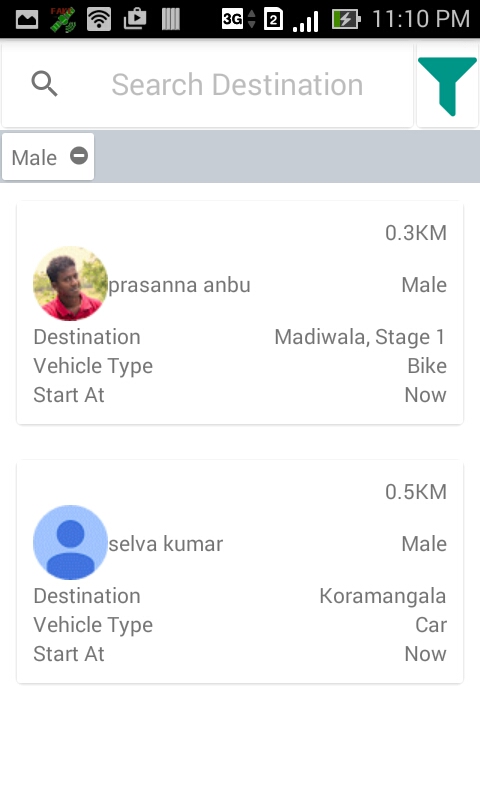 3G 2 11:10 PM
Search Destination
Male
0.3KM
prasanna anbu Male
Destination Madiwala, Stage 1
Vehicle Type Bike
Start At Now
0.5KM
selva kumar Male
Destination Koramangala
Vehicle Type Car
Start At Now